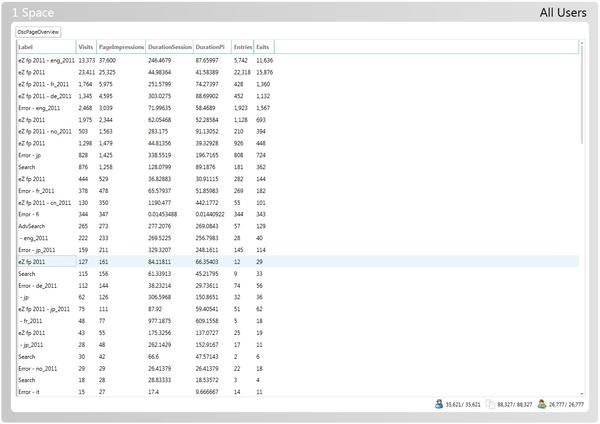 1 Space
All Users
OscPageOverview
Label Visits PageImpressions DurationSession DurationPi Entries Exits
eZ fp 2011 - eng_2011 13,373 37,600 246.4679 87.65997 5,742 11,636
eZ fp 2011 23,411 25,325 44.98364 41.58389 22,318 15,876
eZ fp 2011 - fr_2011 1,764 5,975 251.5799 74.27397 428 1,360
eZ fp 2011 - de_2011 1,345 4,595 303.0275 88.69902 452 1,132
Error - eng_2011 2,468 3,039 71.99635 58.4689 1,923 1,567
eZ fp 2011 1,975 2,344 62.05468 52.28584 1,128 693
eZ fp 2011 - no_2011 503 1,563 283.175 91.13052 210 394
eZ fp 2011 1,298 1,479 44.81356 39.32928 926 448
Error - jp 828 1,425 338.5519 196.7165 808 724
Search 876 1,258 128.0799 89.1876 181 362
eZ fp 2011 444 529 36.82883 30.91115 282 144
Error - fr_2011 378 478 65.57937 51.85983 269 182
eZ fp 2011 - cn_2011 130 350 1190.477 442.1772 55 101
Error - fi 344 347 0.01453488 0.01440922 344 343
AdvSearch 265 273 277.2076 269.0843 57 129
- eng_2011 222 233 269.5225 256.7983 28 40
Error - jp_2011 159 211 329.3207 248.1611 145 114
eZ fp 2011 127 161 84.11811 66.35403 12 29
Search 115 156 61.33913 45.21795 9 33
Error - de_2011 112 144 38.23214 29.73611 74 56
- jp 62 126 306.5968 150.8651 32 36
eZ fp 2011 - jp_2011 75 111 87.92 59.40541 51 62
- fr_2011 48 77 977.1875 609.1558 5 18
eZ fp 2011 43 55 175.3256 137.0727 25 19
- jp_2011 28 48 262.1429 152.9167 17 11
Search 30 42 66.6 47.57143 2 6
Error - no_2011 29 29 26.41379 26.41379 22 18
Search 18 28 28.83333 18.53572 3 4
Error - it 15 27 17.4 9.666667 14 11
35,621/ 35,621 88,327/ 88,327 26,777/ 26,777